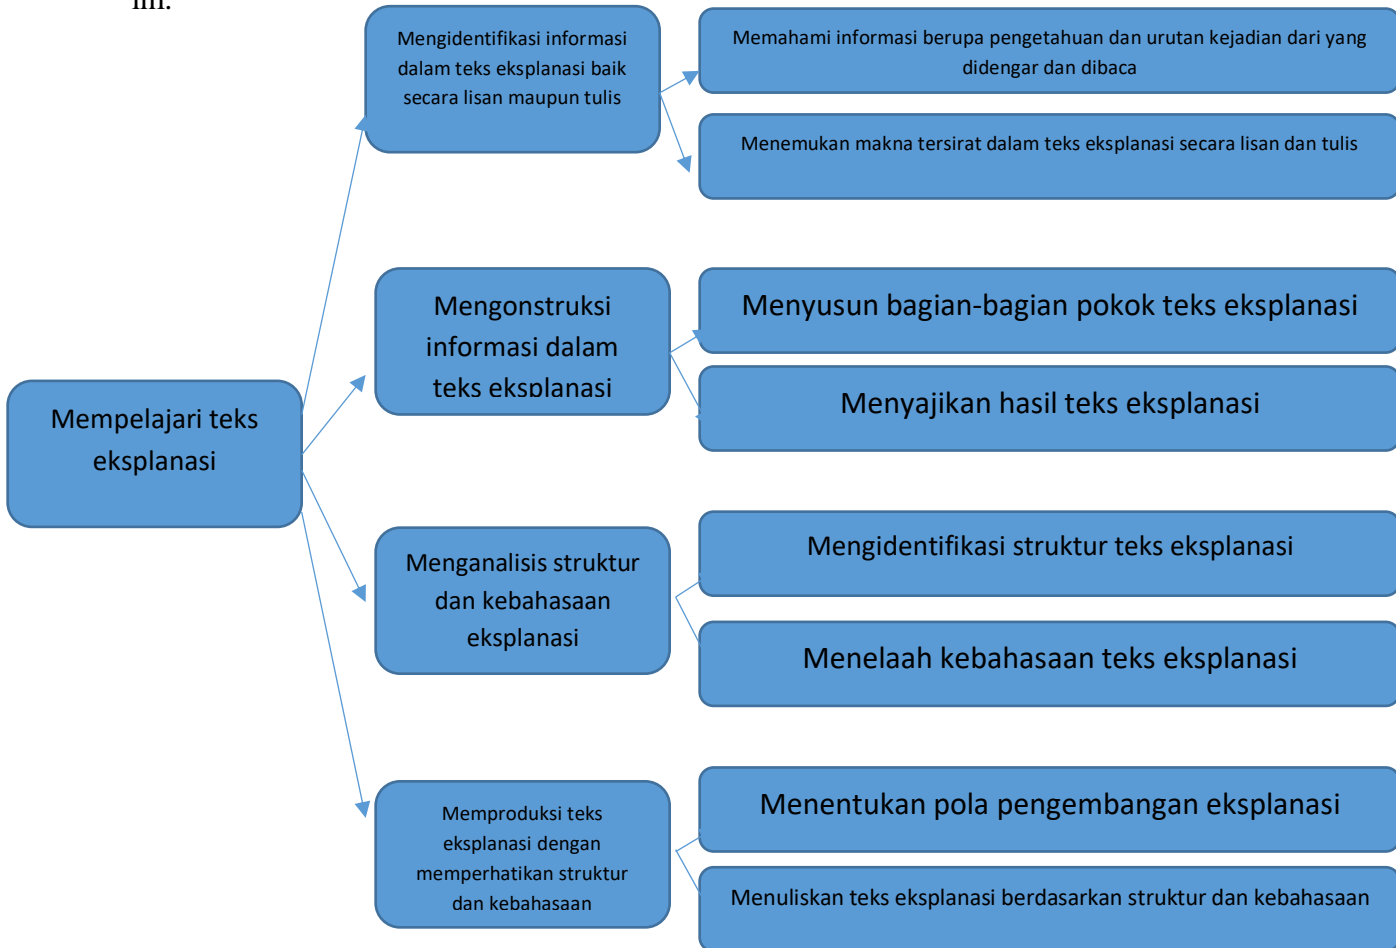 ini.
Mengidentifikasi informasi
dalam teks eksplanasi baik
secara lisan maupun tulis
Memahami informasi berupa pengetahuan dan urutan kejadian dari yang
didengar dan dibaca
Menemukan makna tersirat dalam teks eksplanasi secara lisan dan tulis
Mengonstruksi
informasi dalam
teks eksplanasi
Menyusun bagian-bagian pokok teks eksplanasi
Menyajikan hasil teks eksplanasi
Mempelajari teks
eksplanasi
Menganalisis struktur
dan kebahasaan
eksplanasi
Mengidentifikasi struktur teks eksplanasi
Menelaah kebahasaan teks eksplanasi
Memproduksi teks
eksplanasi dengan
memperhatikan struktur
dan kebahasaan
Menentukan pola pengembangan eksplanasi
Menuliskan teks eksplanasi berdasarkan struktur dan kebahasaan